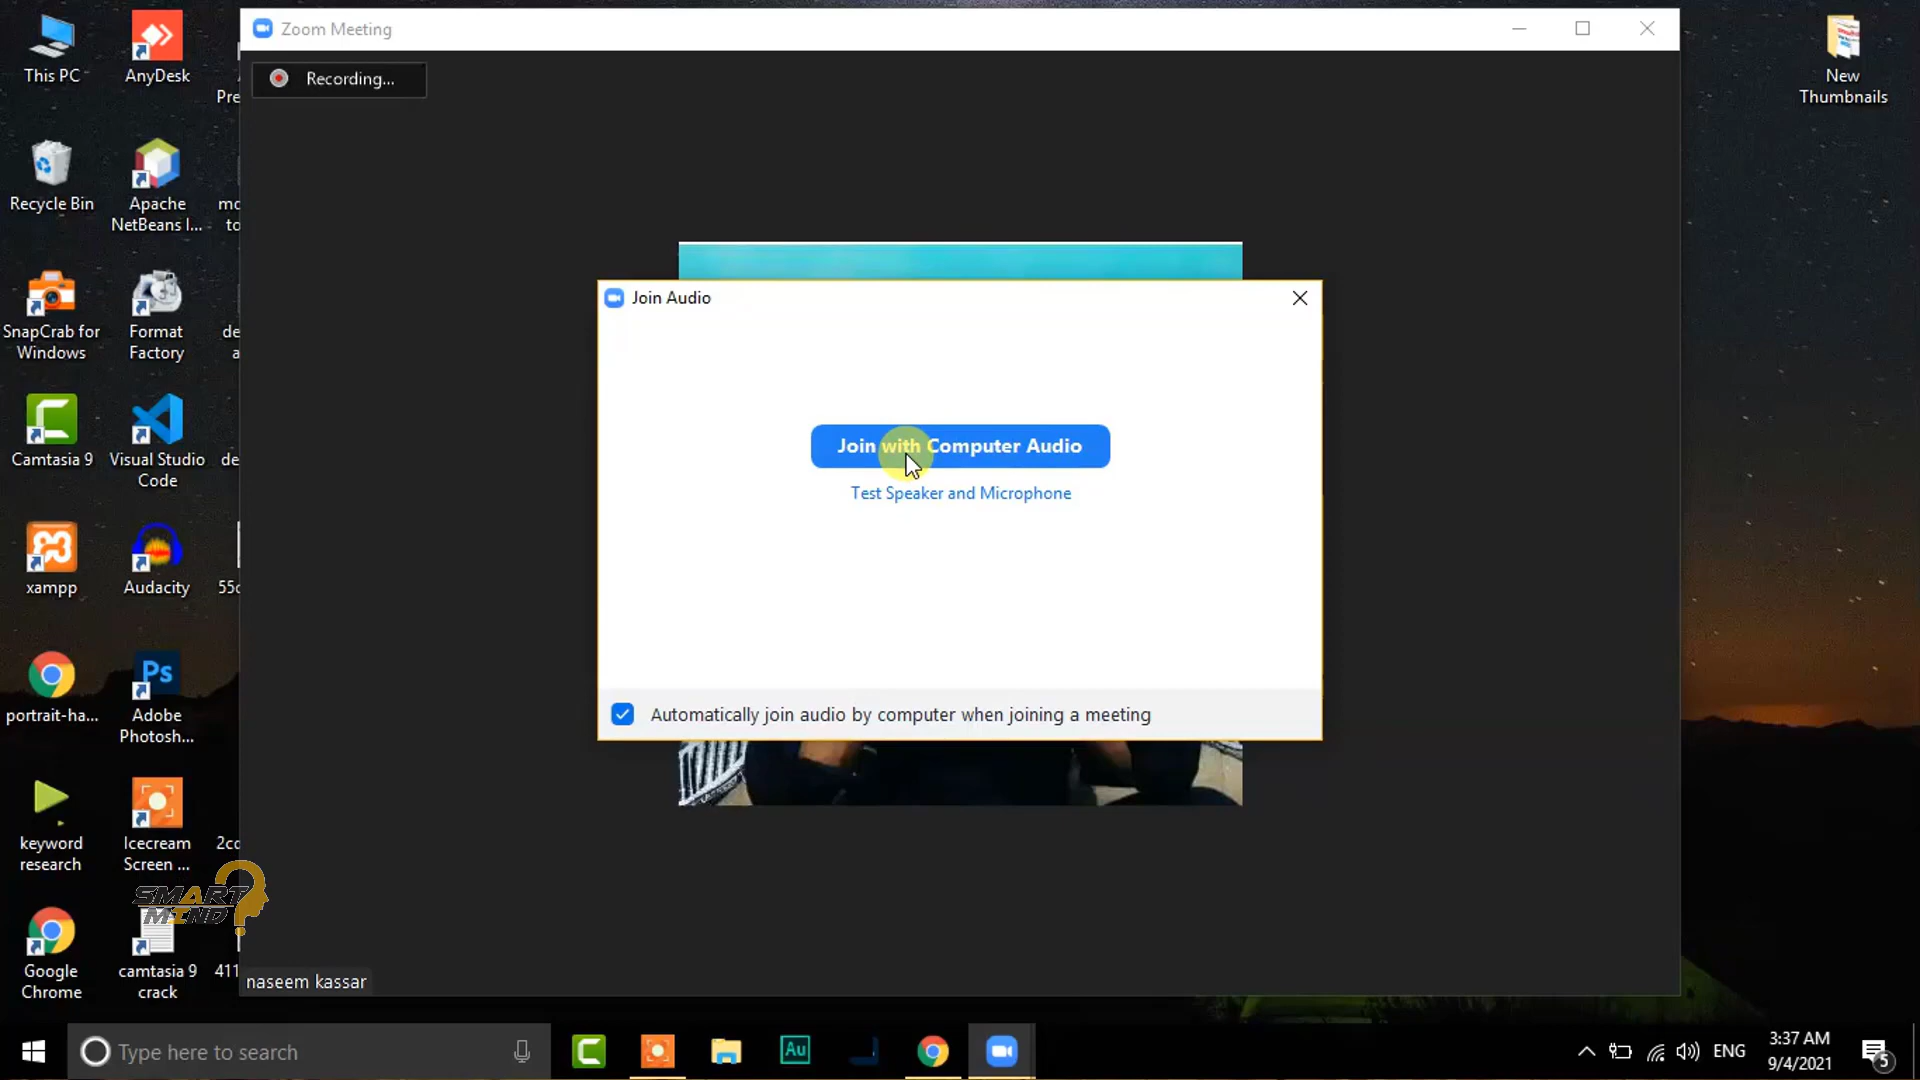 Zoom Meeting
Recording...
This PC
AnyDesk
Pre
New
Thumbnails
Recycle Bin
Apache
NetBeans I...
mo
to
Join Audio
SnapCrab for
Windows
Format
Factory
de
a
Join with Computer Audio
Test Speaker and Microphone
Camtasia 9
Visual Studio
Code
de
xampp
Audacity
Automatically join audio by computer when joining a meeting
portrait-ha...
Ps
Adobe
Photosh...
keyword
research
Icecream
Screen ...
SMART
MIND
Google
Chrome
camtasia 9
crack
411
naseem kassar
Type here to search
Au
ENG
3:37 AM
9/4/2021
5